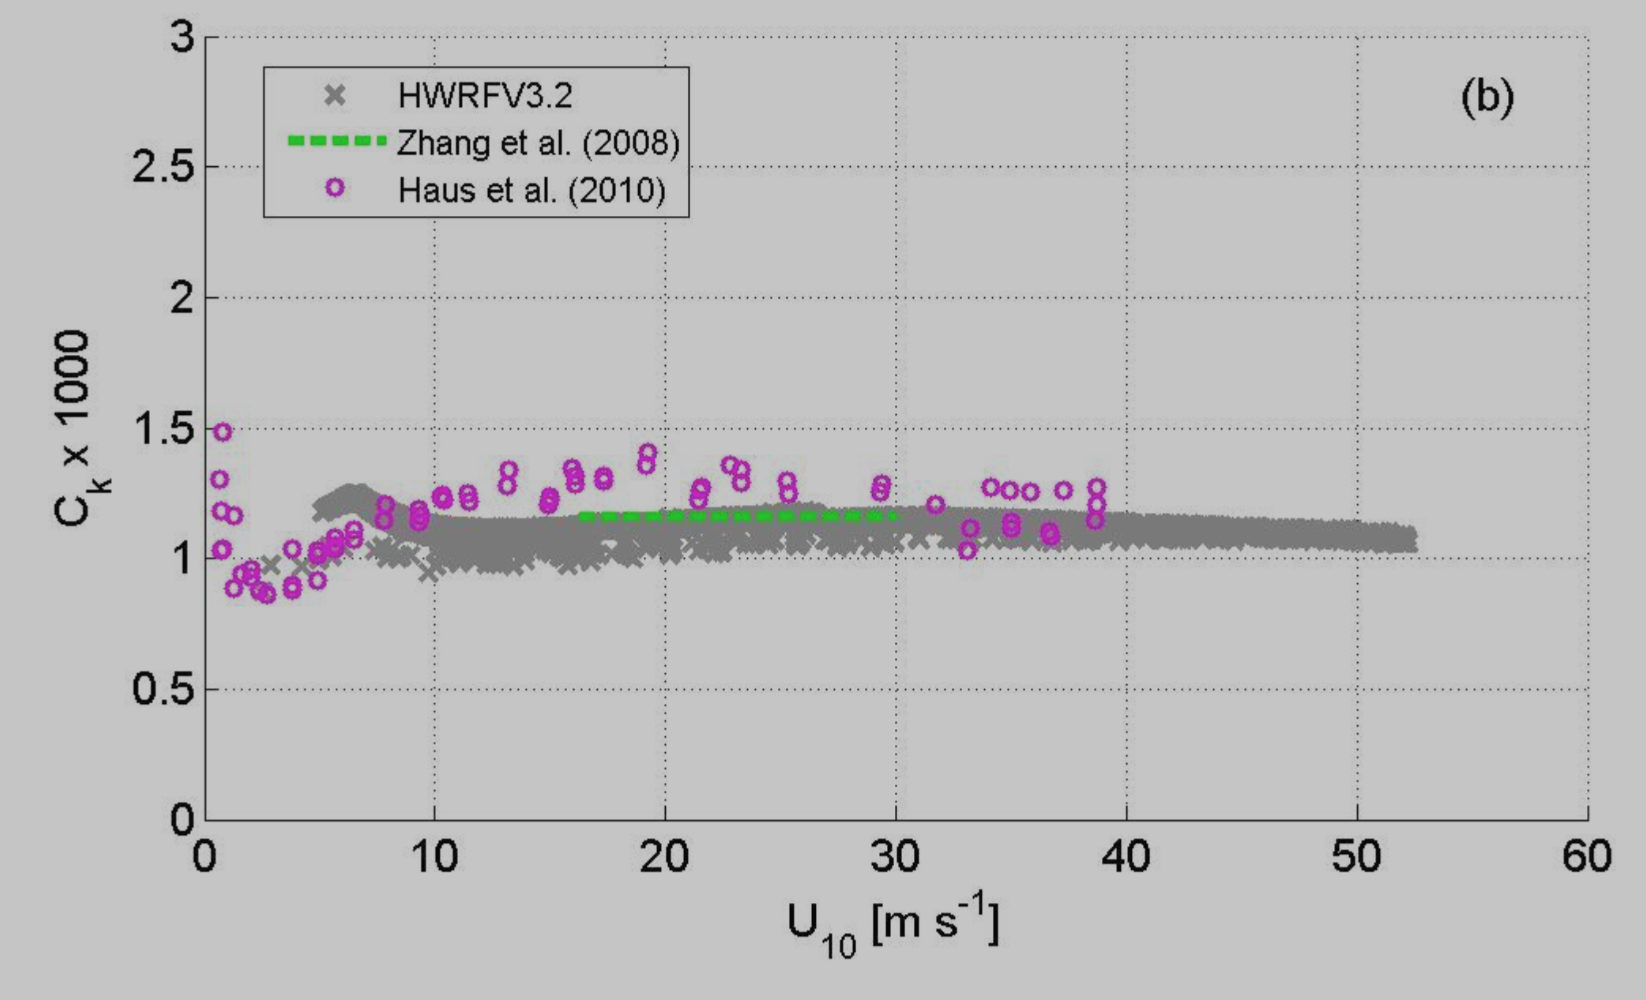 (b)
HWRFV3.2
Zhang et al. (2008)
Haus et al. (2010)
3
2.5
2
1.5
1
0.5
0
C_k x 1000
0 10 20 30 40 50 60
U_10 [m s^-1]